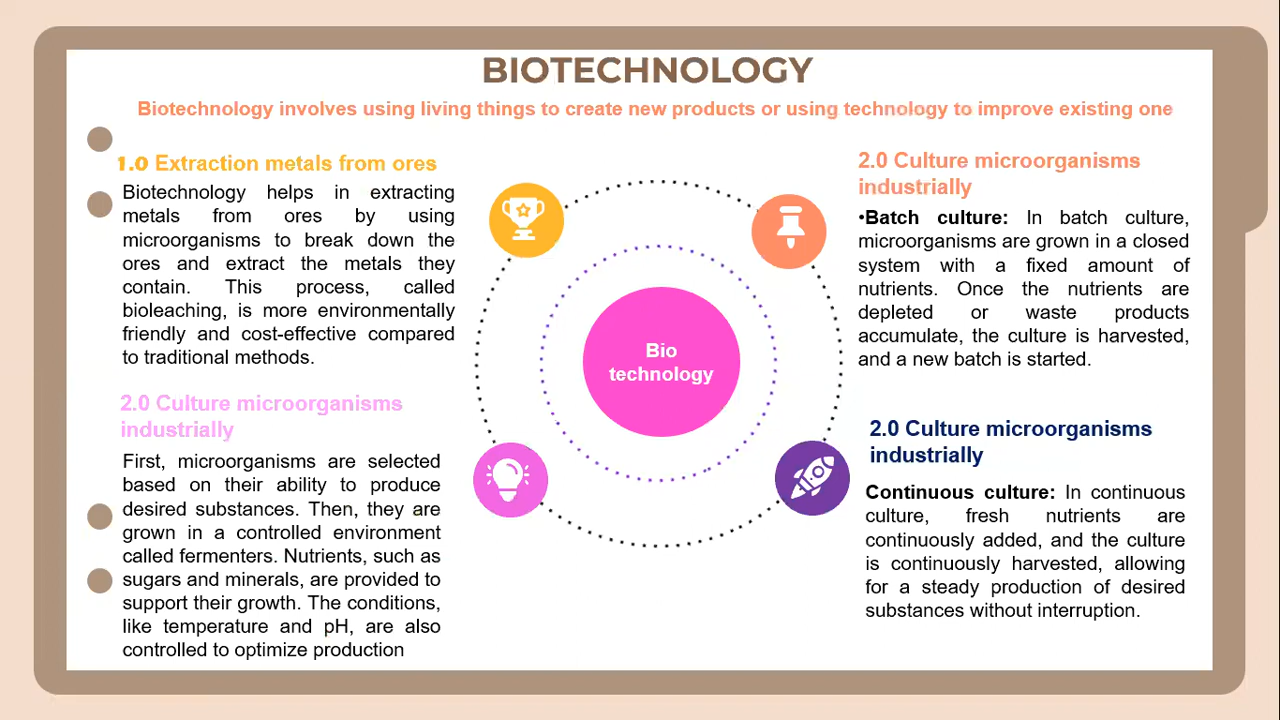 BIOTECHNOLOGY
Biotechnology involves using living things to create new products or using technology to improve existing one
1.0 Extraction metals from ores
Biotechnology helps in extracting
metals from ores by using
microorganisms to break down the
ores and extract the metals they
contain. This process, called
bioleaching, is more environmentally
friendly and cost-effective compared
to traditional methods.
2.0 Culture microorganisms
industrially
First, microorganisms are selected
based on their ability to produce
desired substances. Then, they are
grown in a controlled environment
called fermenters. Nutrients, such as
sugars and minerals, are provided to
support their growth. The conditions,
like temperature and pH, are also
controlled to optimize production
Bio
technology
2.0 Culture microorganisms
industrially
•Batch culture: In batch culture,
microorganisms are grown in a closed
system with a fixed amount of
nutrients. Once the nutrients are
depleted or waste products
accumulate, the culture is harvested,
and a new batch is started.
2.0 Culture microorganisms
industrially
Continuous culture: In continuous
culture, fresh nutrients are
continuously added, and the culture
is continuously harvested, allowing
for a steady production of desired
substances without interruption.